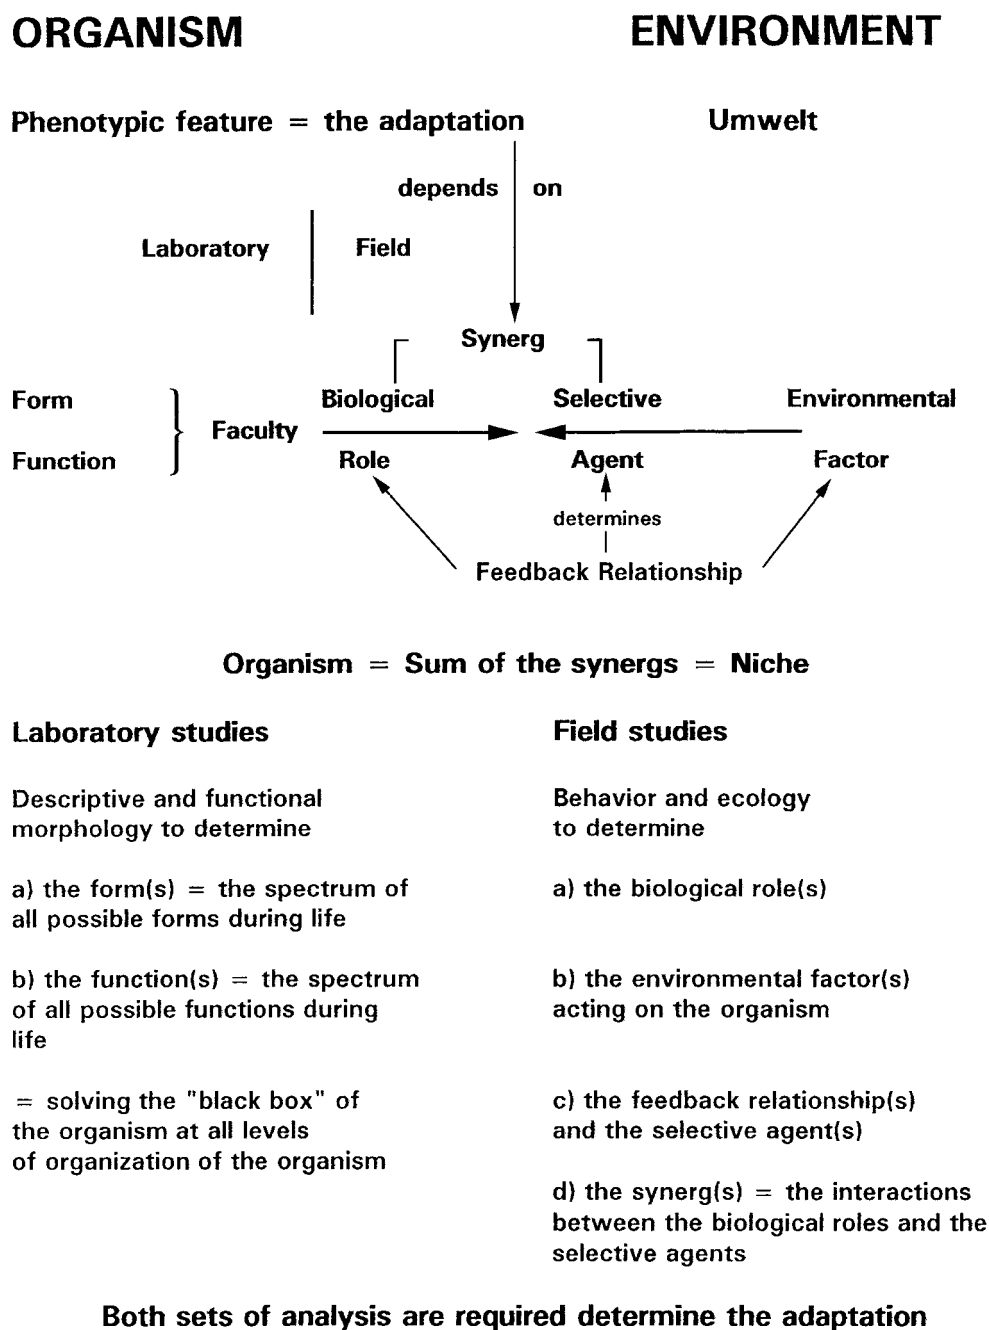 ORGANISM ENVIRONMENT
Phenotypic feature = the adaptation Umwelt
depends on
Laboratory Field
Synerg
Form Biological Selective Environmental
Faculty
Function Role Agent Factor
determines
Feedback Relationship
Organism = Sum of the synergs = Niche
Laboratory studies
Descriptive and functional
morphology to determine
a) the form(s) = the spectrum of
all possible forms during life
b) the function(s) = the spectrum
of all possible functions during
life
= solving the "black box" of
the organism at all levels
of organization of the organism
Field studies
Behavior and ecology
to determine
a) the biological role(s)
b) the environmental factor(s)
acting on the organism
c) the feedback relationship(s)
and the selective agent(s)
d) the synerg(s) = the interactions
between the biological roles and the
selective agents
Both sets of analysis are required determine the adaptation